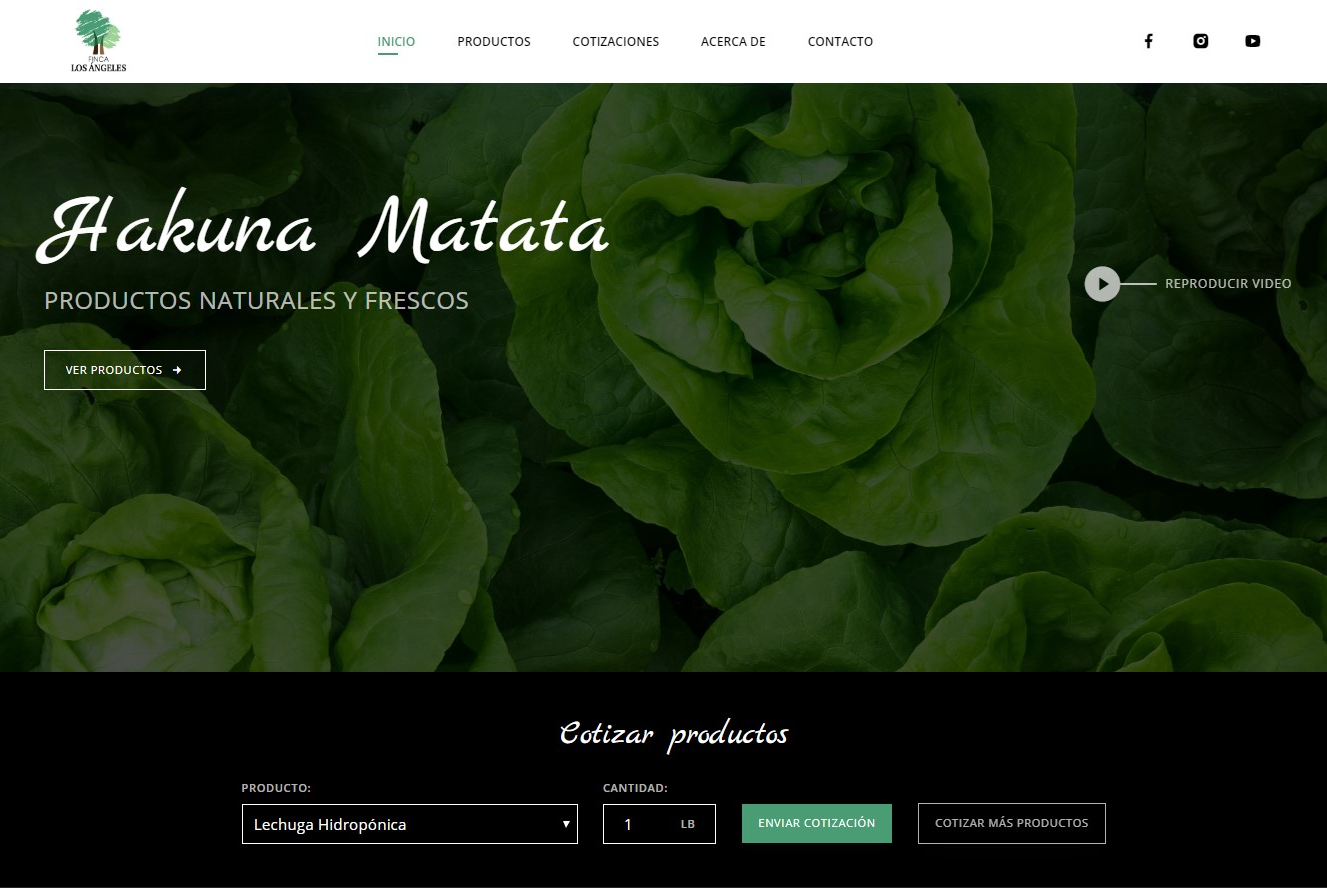 FINCA
LOS ÁNGELES
INICIO PRODUCTOS COTIZACIONES ACERCA DE CONTACTO
Hakuna Matata
PRODUCTOS NATURALES Y FRESCOS
REPRODUCIR VIDEO
VER PRODUCTOS
Cotizar productos
PRODUCTO: CANTIDAD:
Lechuga Hidropónica 1 LB ENVIAR COTIZACIÓN COTIZAR MÁS PRODUCTOS